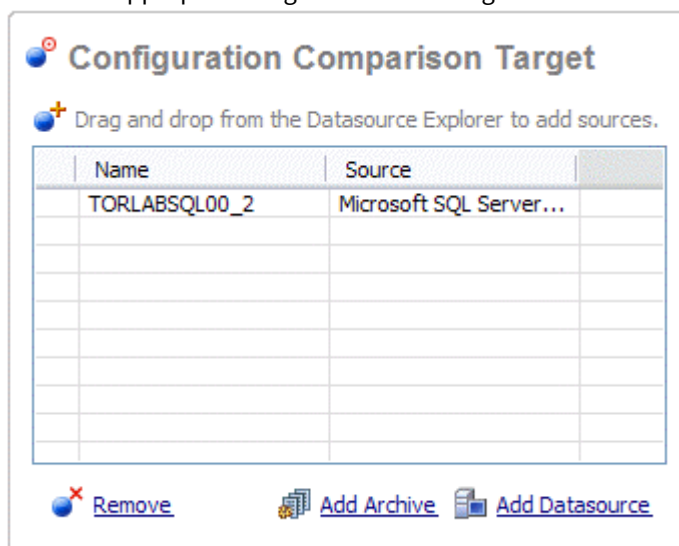 Configuration Comparison Target
Drag and drop from the Datasource Explorer to add sources.
Name Source
TORLABSQL00_2 Microsoft SQL Server...
Remove Add Archive Add Datasource